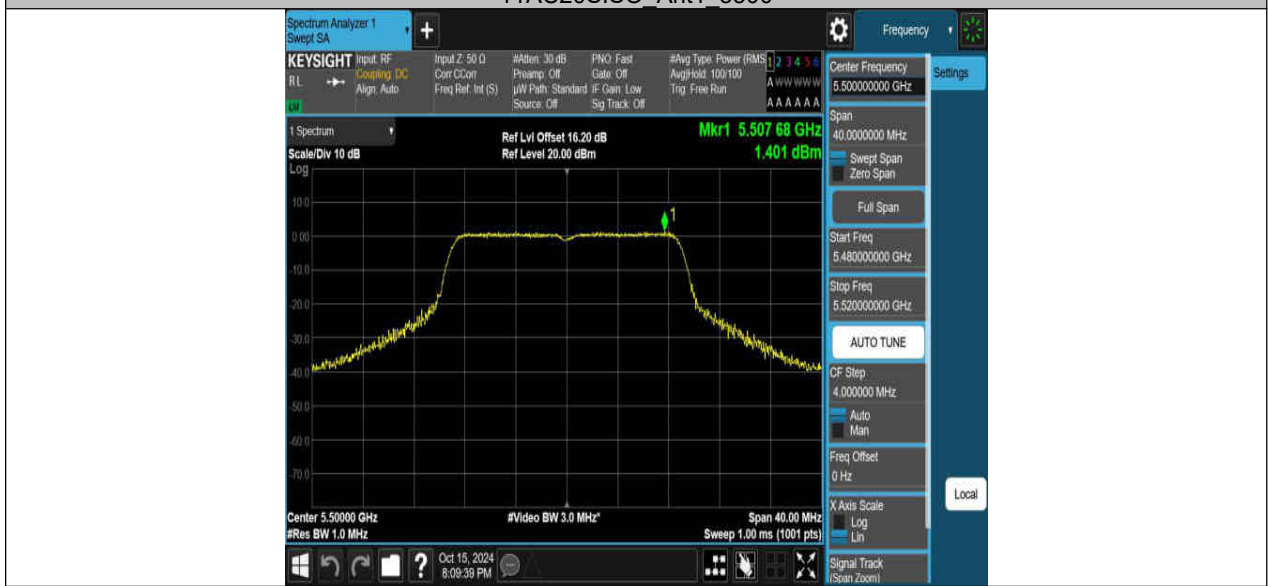 Spectrum Analyzer 1
Swept SA
+
Frequency
KEYSIGHT
RL
Input: RF
Coupling: DC
Align: Auto
Input Z: 50 Ω
Corr CCorr
Freq Ref: Int (S)
#Atten: 30 dB
Preamp: Off
µW Path: Standard
Source: Off
PNO: Fast
Gate: Off
IF Gain: Low
Sig Track: Off
#Avg Type: Power (RMS
Avg|Hold: 100/100
Trig: Free Run
1 2 3 4 5 6
A W W W W W
A A A A A A
Center Frequency
5.500000000 GHz
Settings
Span
40.0000000 MHz
Swept Span
Zero Span
Full Span
Start Freq
5.480000000 GHz
Stop Freq
5.520000000 GHz
AUTO TUNE
CF Step
4.000000 MHz
Auto
Man
Freq Offset
0 Hz
X Axis Scale
Log
Lin
Local
Signal Track
(Span Zoom)
1 Spectrum
Scale/Div 10 dB
Log
Ref Lvl Offset 16.20 dB
Ref Level 20.00 dBm
Mkr1 5.507 68 GHz
1.401 dBm
1
10.0
0.00
-10.0
-20.0
-30.0
-40.0
-50.0
-60.0
-70.0
Center 5.50000 GHz
#Res BW 1.0 MHz
#Video BW 3.0 MHz*
Span 40.00 MHz
Sweep 1.00 ms (1001 pts)
?
Oct 15, 2024
8:09:39 PM